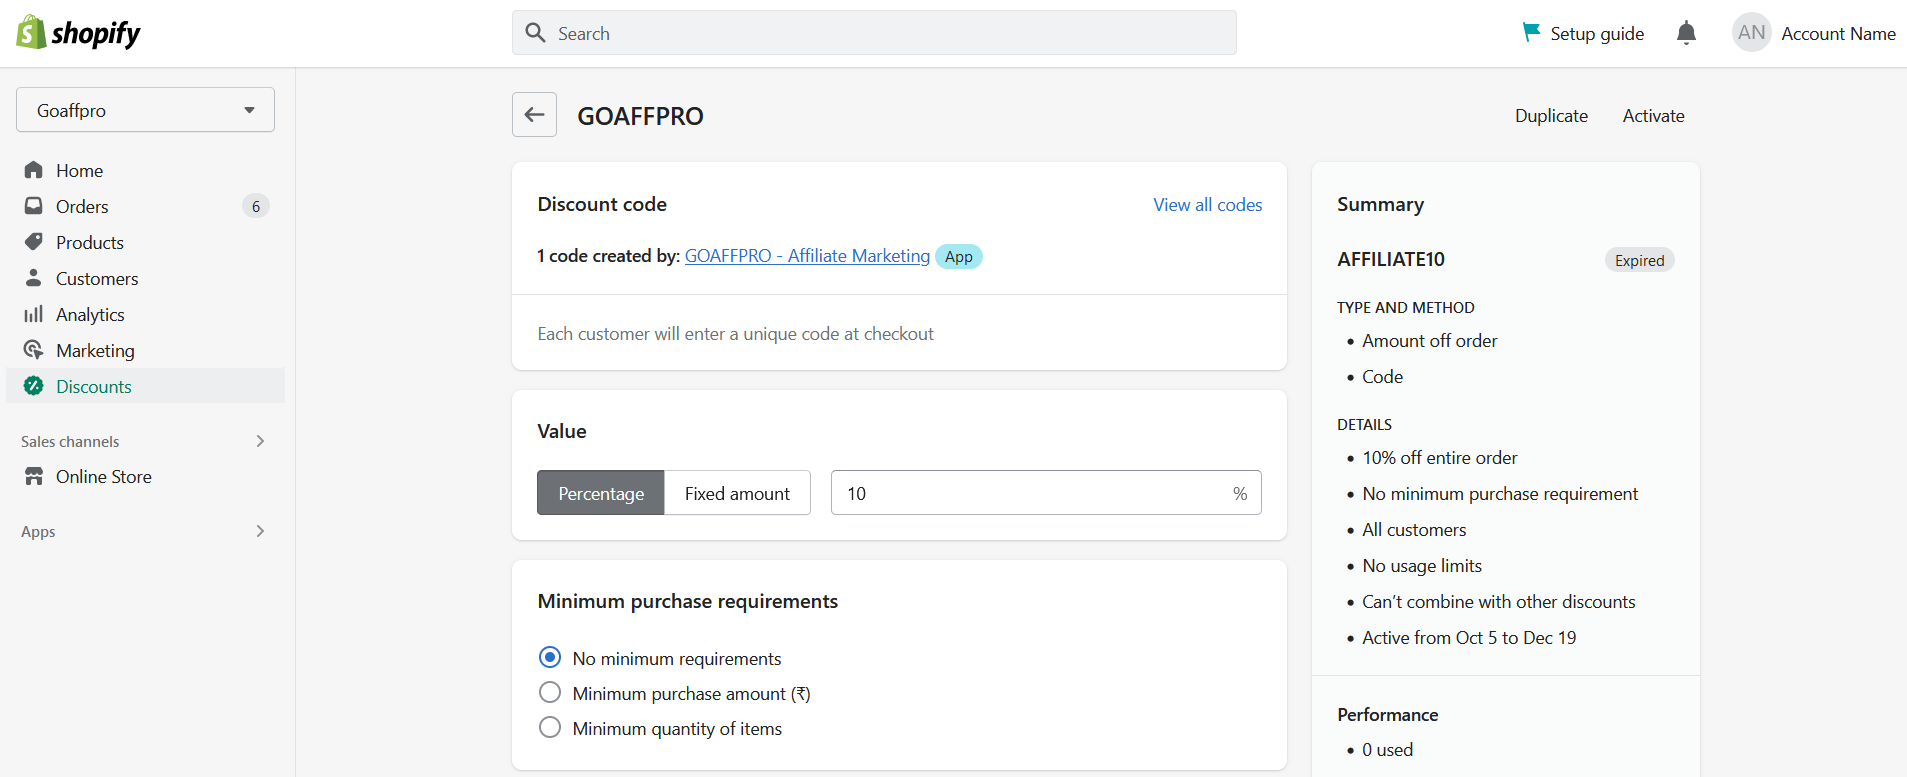 shopify
Search
Setup guide
AN
Account Name
Goaffpro
Home
Orders
6
Products
Customers
Analytics
Marketing
Discounts
Sales channels
Online Store
Apps
GOAFFPRO
Duplicate
Activate
Discount code
View all codes
1 code created by: GOAFFPRO - Affiliate Marketing App
Each customer will enter a unique code at checkout
Value
Percentage
Fixed amount
10
%
Minimum purchase requirements
No minimum requirements
Minimum purchase amount (₹)
Minimum quantity of items
Summary
AFFILIATE10
Expired
TYPE AND METHOD
• Amount off order
• Code
DETAILS
• 10% off entire order
• No minimum purchase requirement
• All customers
• No usage limits
• Can’t combine with other discounts
• Active from Oct 5 to Dec 19
Performance
• 0 used